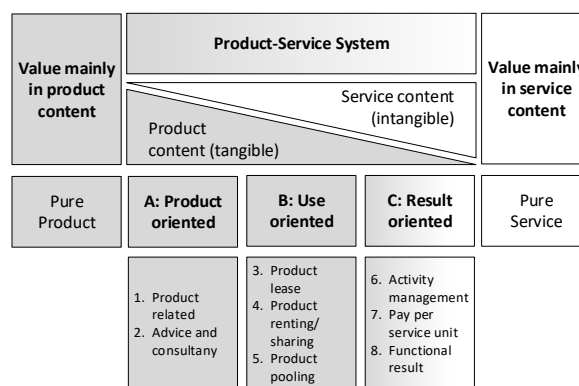 Value mainly
in product
content
Product-Service System
Value mainly
in service
content
Service content
(intangible)
Product
content (tangible)
Pure
Product
A: Product
oriented
B: Use
oriented
C: Result
oriented
Pure
Service
1. Product
related
2. Advice and
consultany
3. Product
lease
4. Product
renting/
sharing
5. Product
pooling
6. Activity
management
7. Pay per
service unit
8. Functional
result